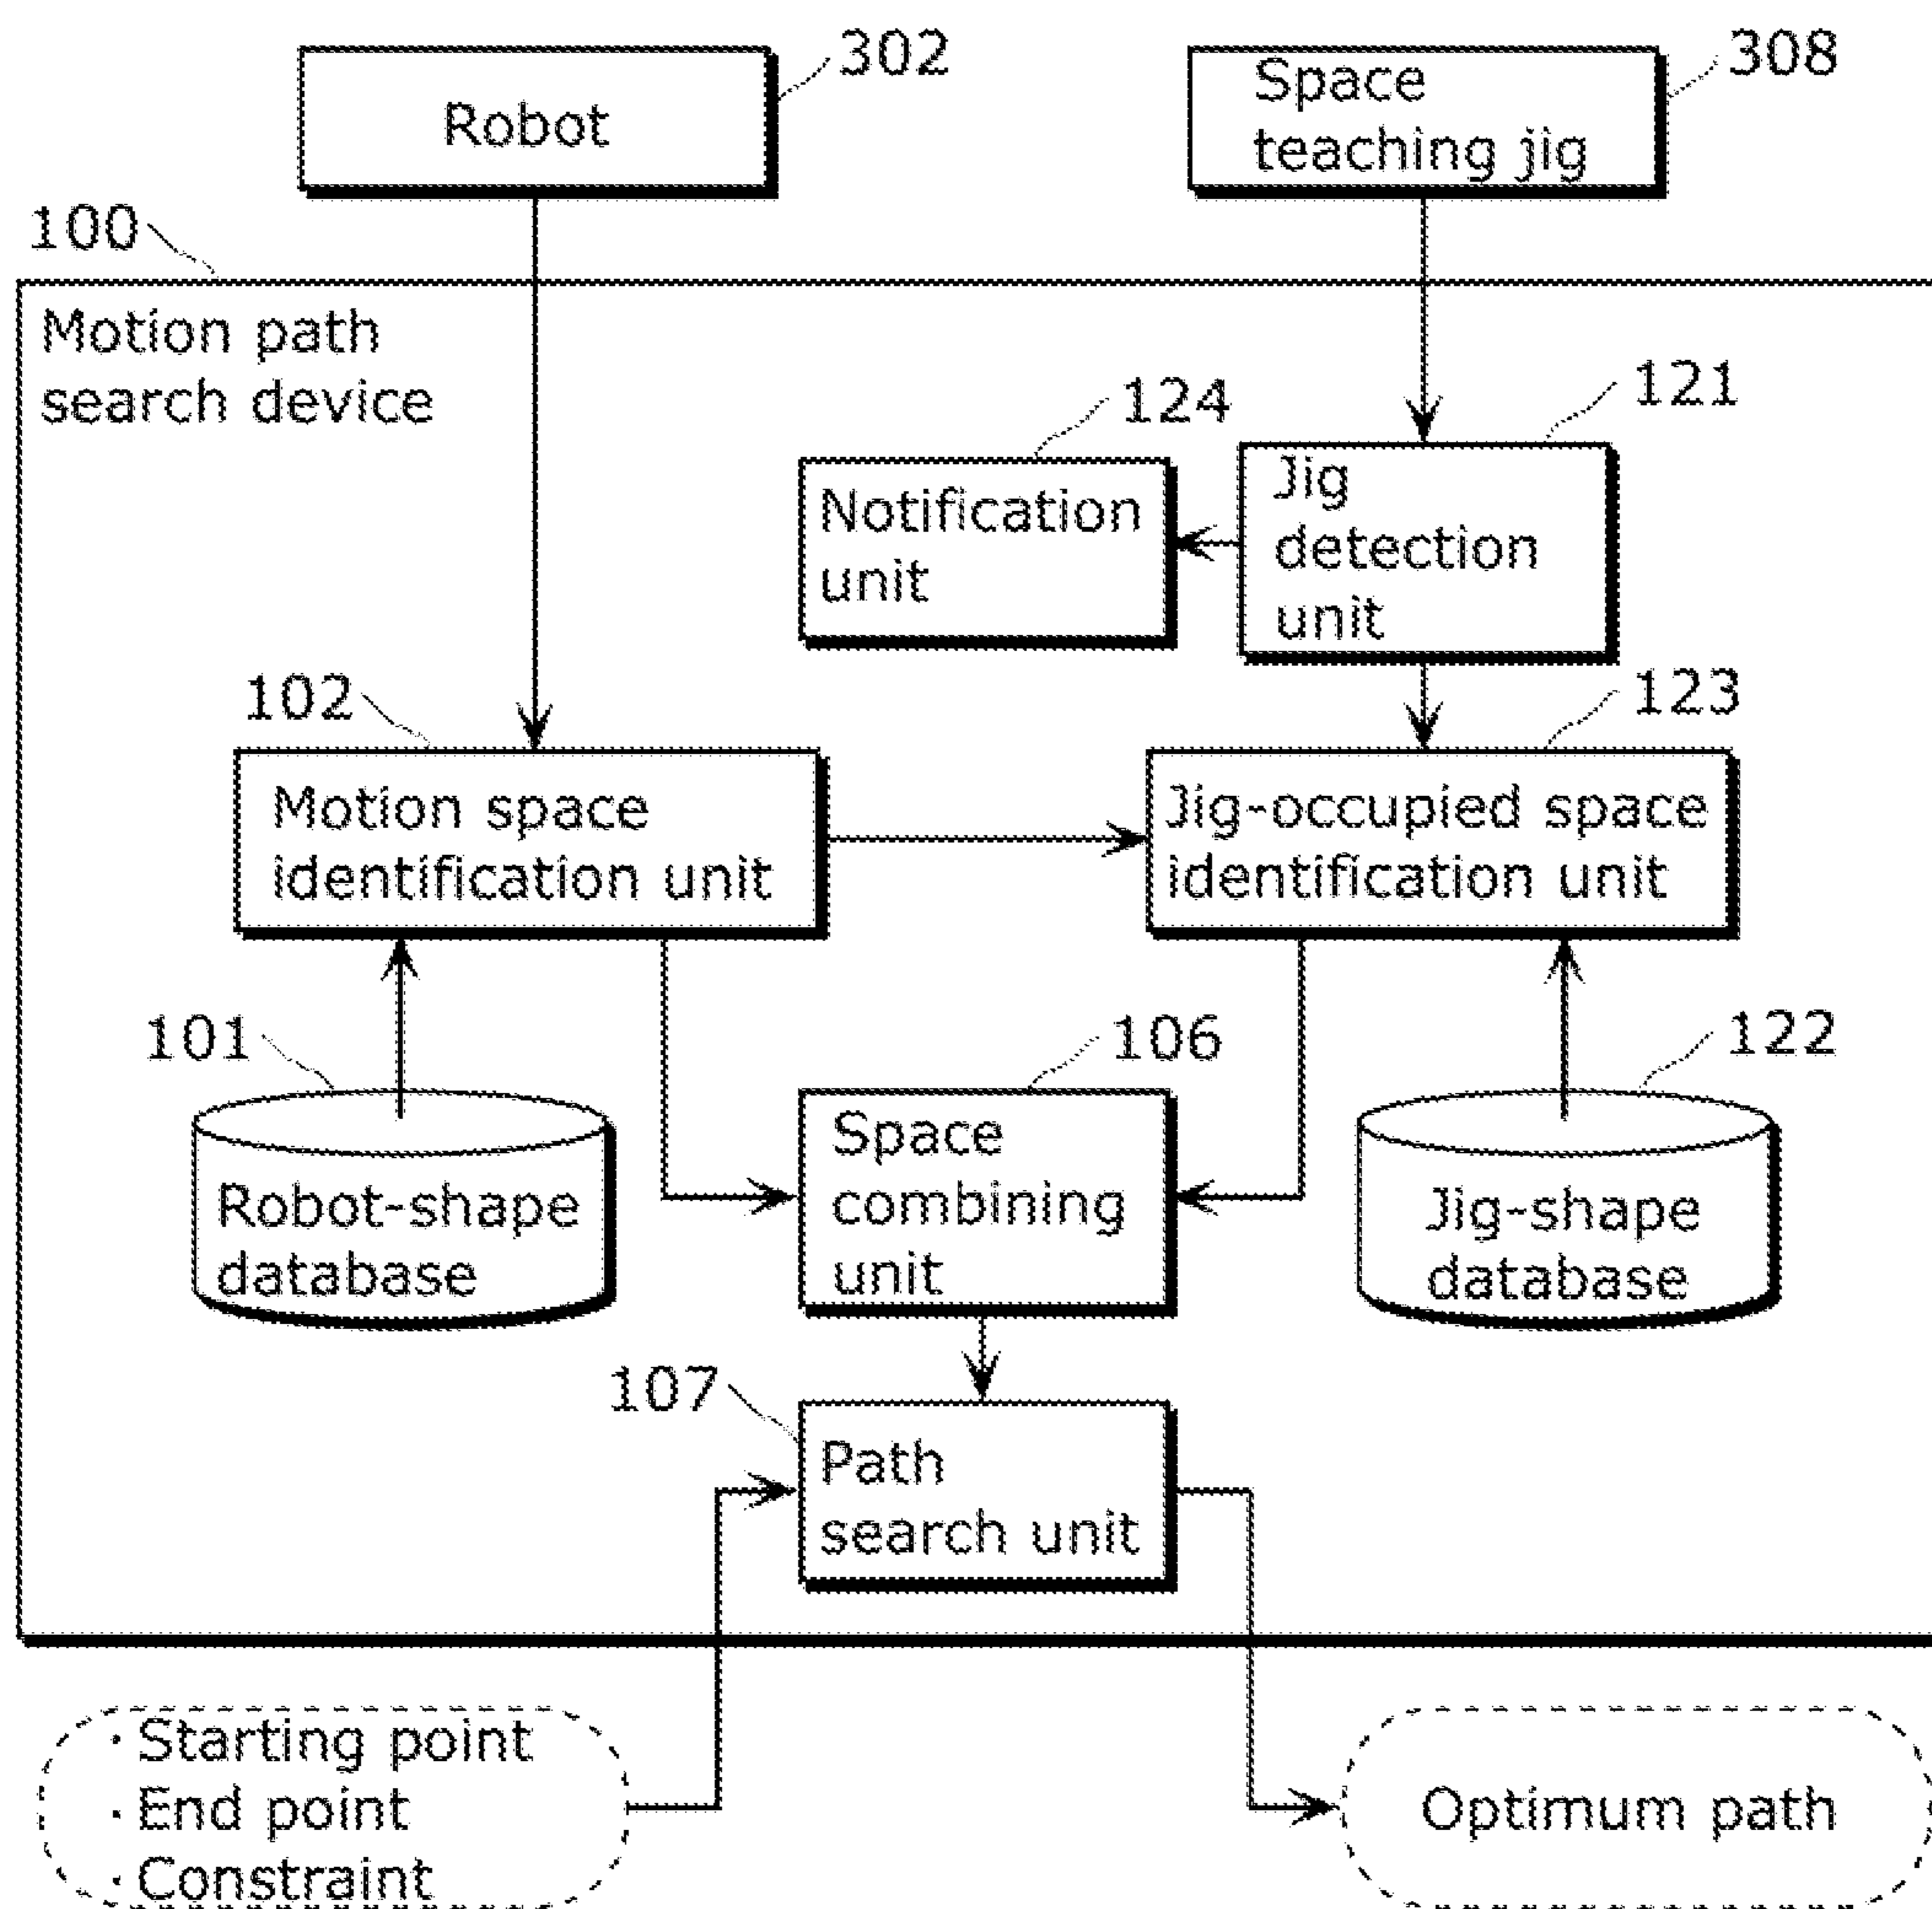 302
308
Robot
Space
teaching jig
100
Motion path
search device
124
121
Notification
unit
Jig
detection
unit
102
123
Motion space
identification unit
Jig-occupied space
identification unit
101
106
122
Robot-shape
database
Space
combining
unit
Jig-shape
database
107
Path
search unit
· Starting point
· End point
· Constraint
Optimum path